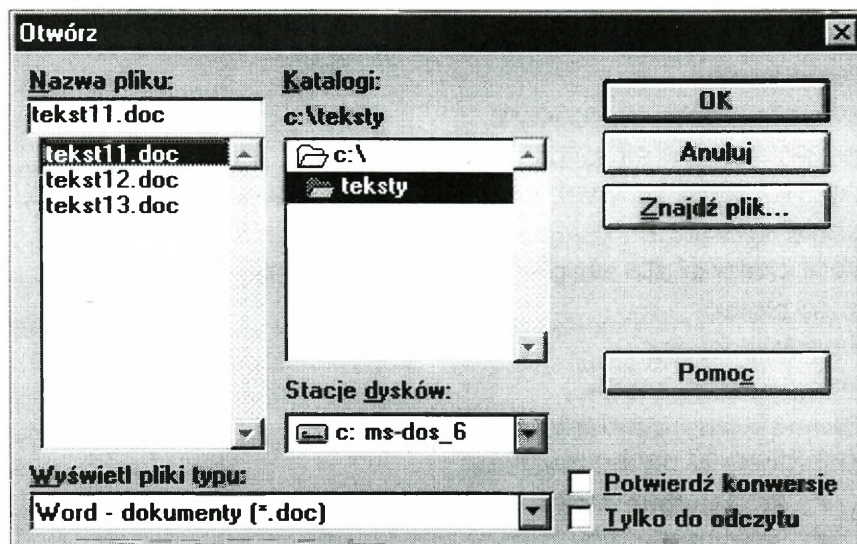 Otwórz
Nazwa pliku:
tekst11.doc
tekst11.doc
tekst12.doc
tekst13.doc
Katalogi:
c:\teksty
c:\
teksty
Stacje dysków:
c: ms-dos_6
OK
Anuluj
Znajdź plik...
Pomoc
Wyświetl pliki typu:
Word - dokumenty (*.doc)
Potwierdź konwersję
Tylko do odczytu